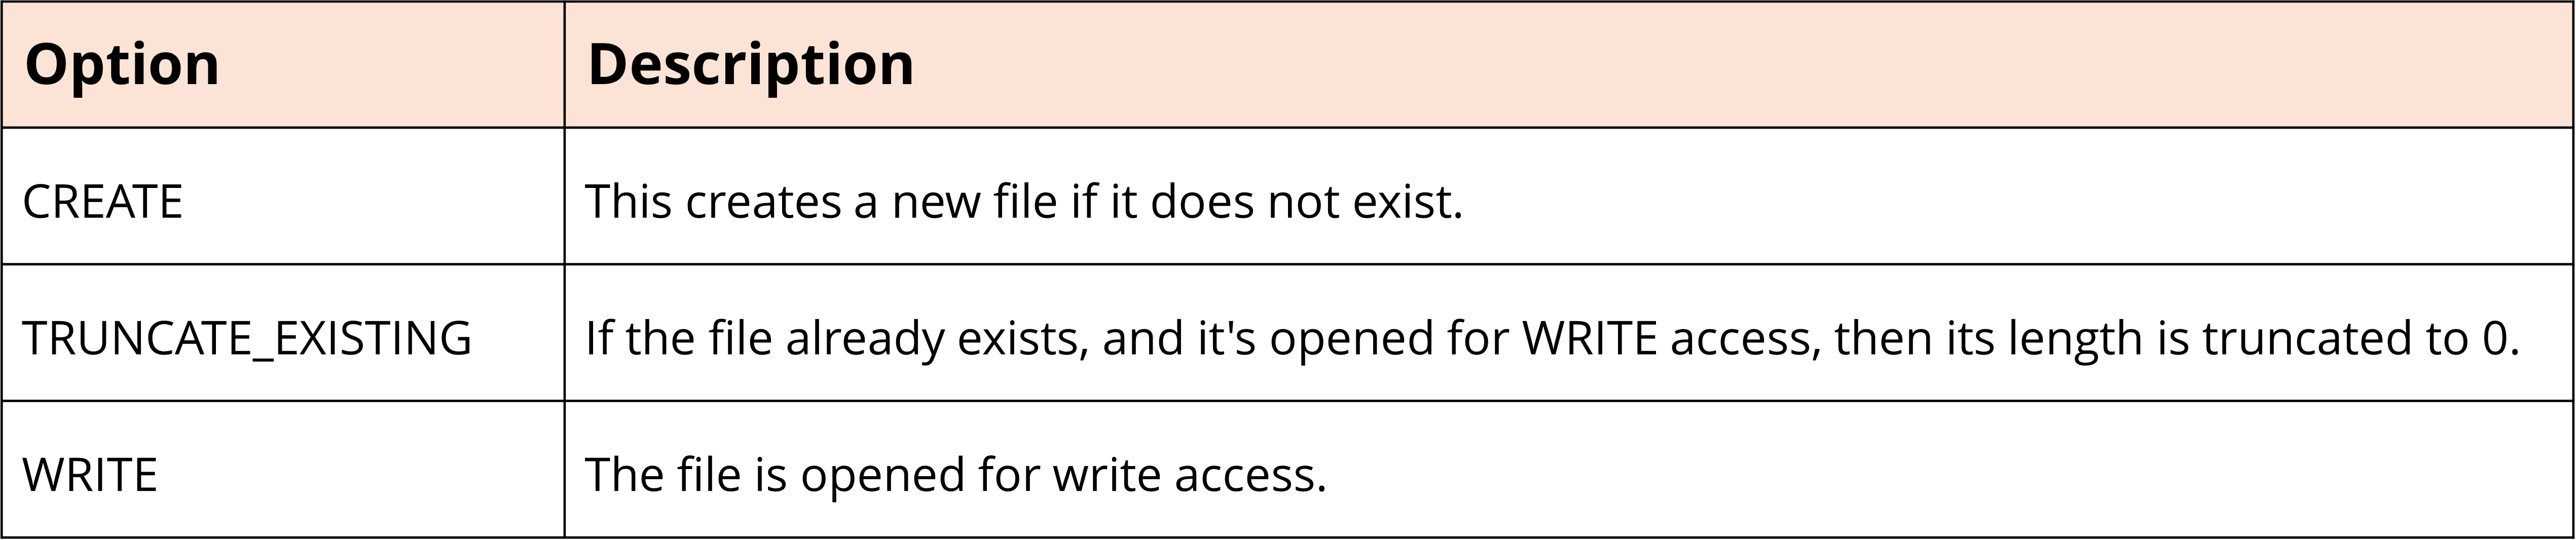 Option Description
CREATE This creates a new file if it does not exist.
TRUNCATE_EXISTING If the file already exists, and it's opened for WRITE access, then its length is truncated to 0.
WRITE The file is opened for write access.